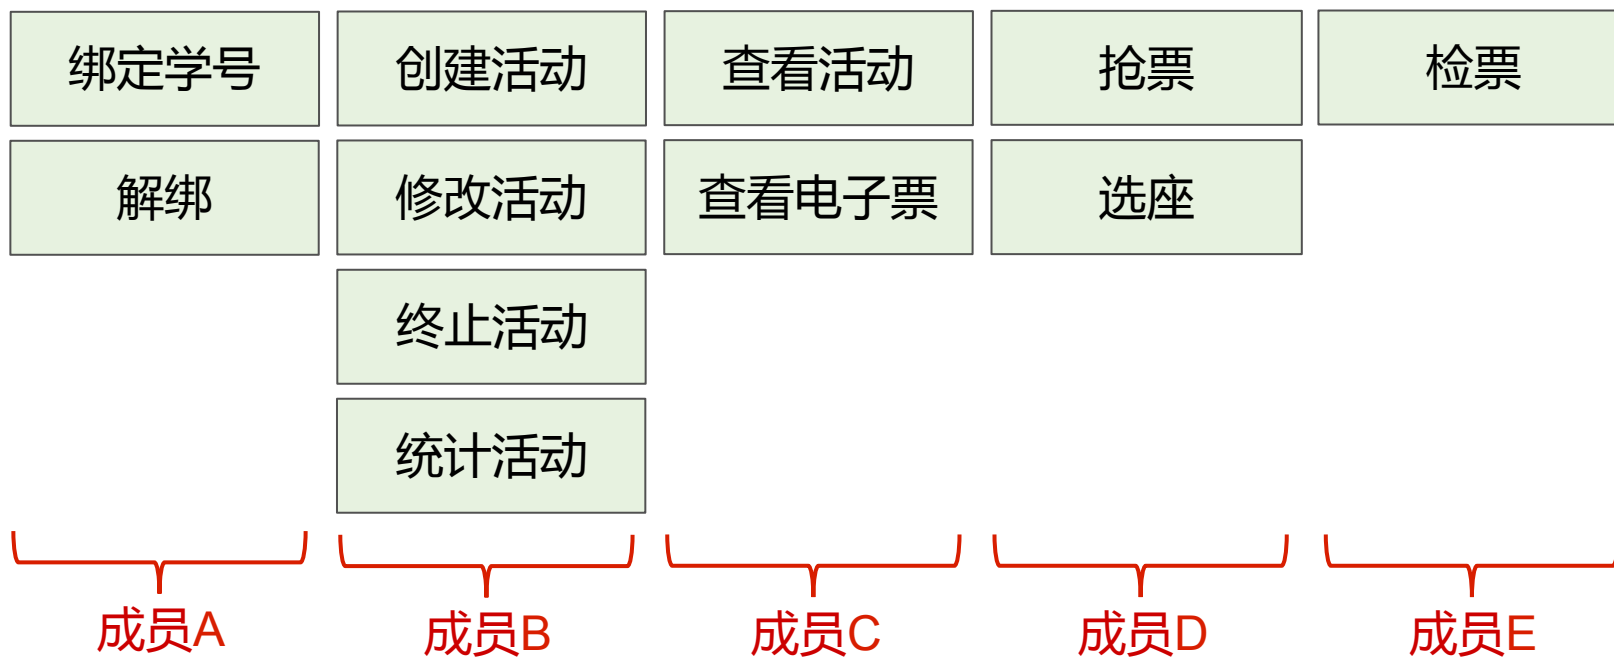 绑定学号
创建活动
查看活动
抢票
检票
解绑
修改活动
查看电子票
选座
终止活动
统计活动
成员A
成员B
成员C
成员D
成员E